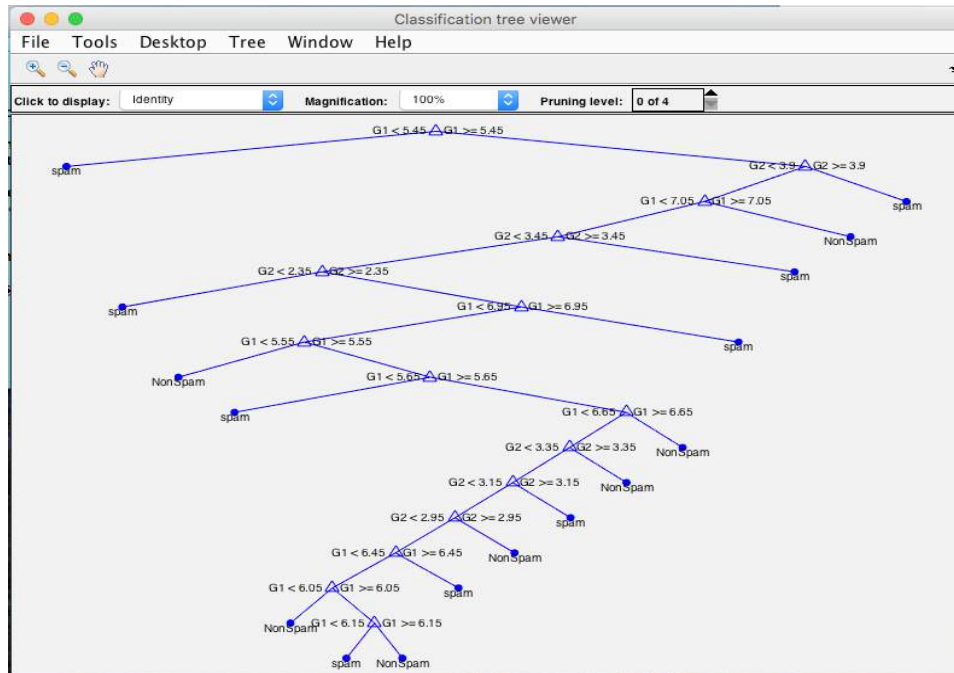 Classification tree viewer
File Tools Desktop Tree Window Help
Click to display: Identity Magnification: 100% Pruning level: 0 of 4
G1 < 5.45 G1 >= 5.45
spam
G2 < 3.9 G2 >= 3.9
G1 < 7.05 G1 >= 7.05
spam
G2 < 3.45 G2 >= 3.45
NonSpam
G2 < 2.35 G2 >= 2.35
spam
spam
G1 < 6.95 G1 >= 6.95
G1 < 5.55 G1 >= 5.55
spam
NonSpam
G1 < 5.65 G1 >= 5.65
spam
G1 < 6.65 G1 >= 6.65
G2 < 3.35 G2 >= 3.35
NonSpam
G2 < 3.15 G2 >= 3.15
NonSpam
G2 < 2.95 G2 >= 2.95
spam
G1 < 6.45 G1 >= 6.45
NonSpam
G1 < 6.05 G1 >= 6.05
spam
NonSpam
G1 < 6.15 G1 >= 6.15
spam
NonSpam